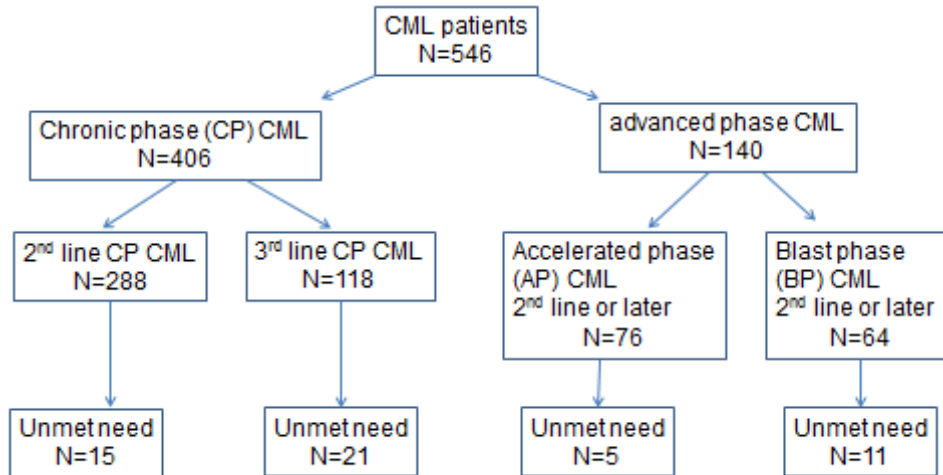 CML patients
N=546
Chronic phase (CP) CML
N=406
advanced phase CML
N=140
2nd line CP CML
N=288
3rd line CP CML
N=118
Accelerated phase
(AP) CML
2nd line or later
N=76
Blast phase
(BP) CML
2nd line or later
N=64
Unmet need
N=15
Unmet need
N=21
Unmet need
N=5
Unmet need
N=11